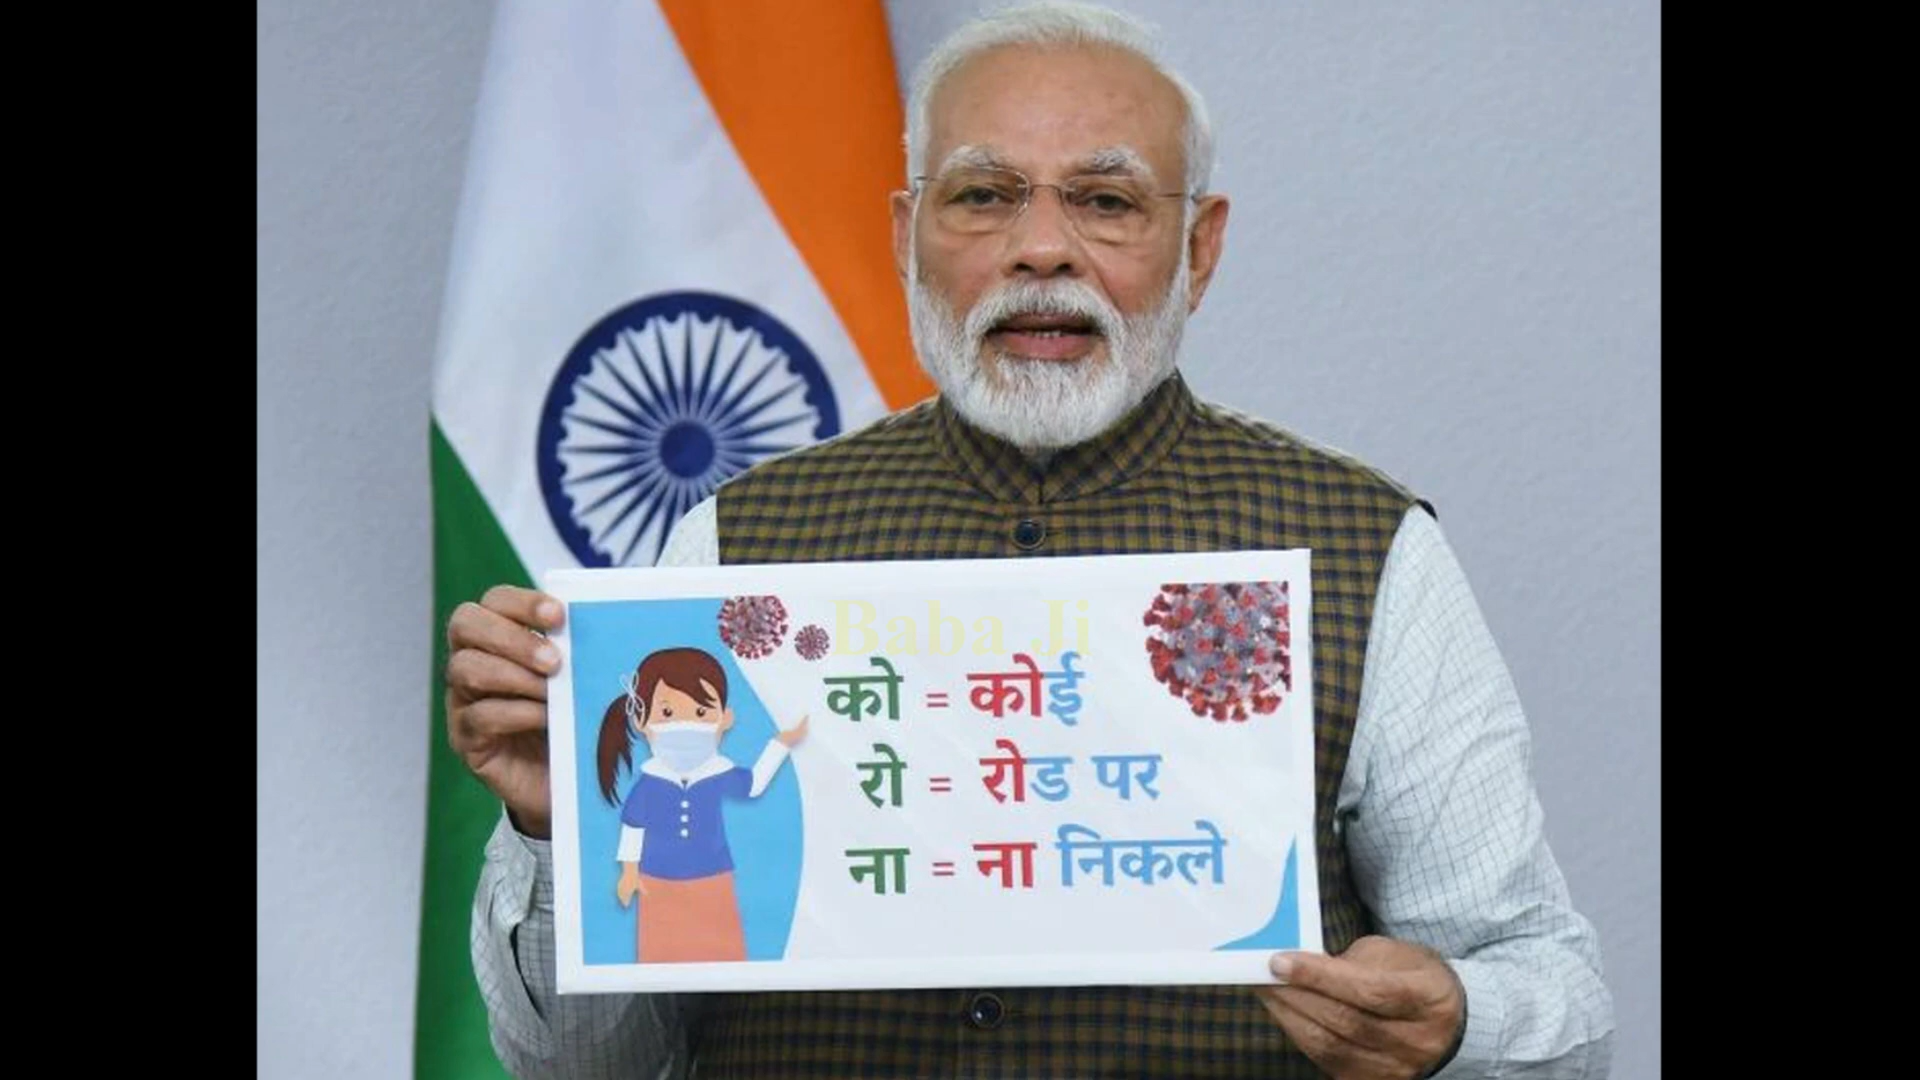 Baba Ji
को = कोई
रो = रोड पर
ना = ना निकले